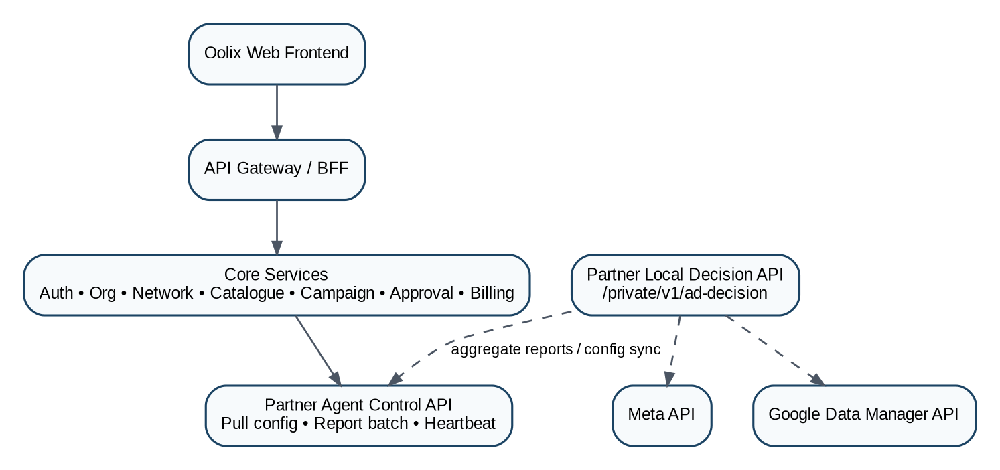 Oolix Web Frontend
API Gateway / BFF
Core Services
Auth • Org • Network • Catalogue • Campaign • Approval • Billing
Partner Local Decision API
/private/v1/ad-decision
aggregate reports / config sync
Partner Agent Control API
Pull config • Report batch • Heartbeat
Meta API
Google Data Manager API